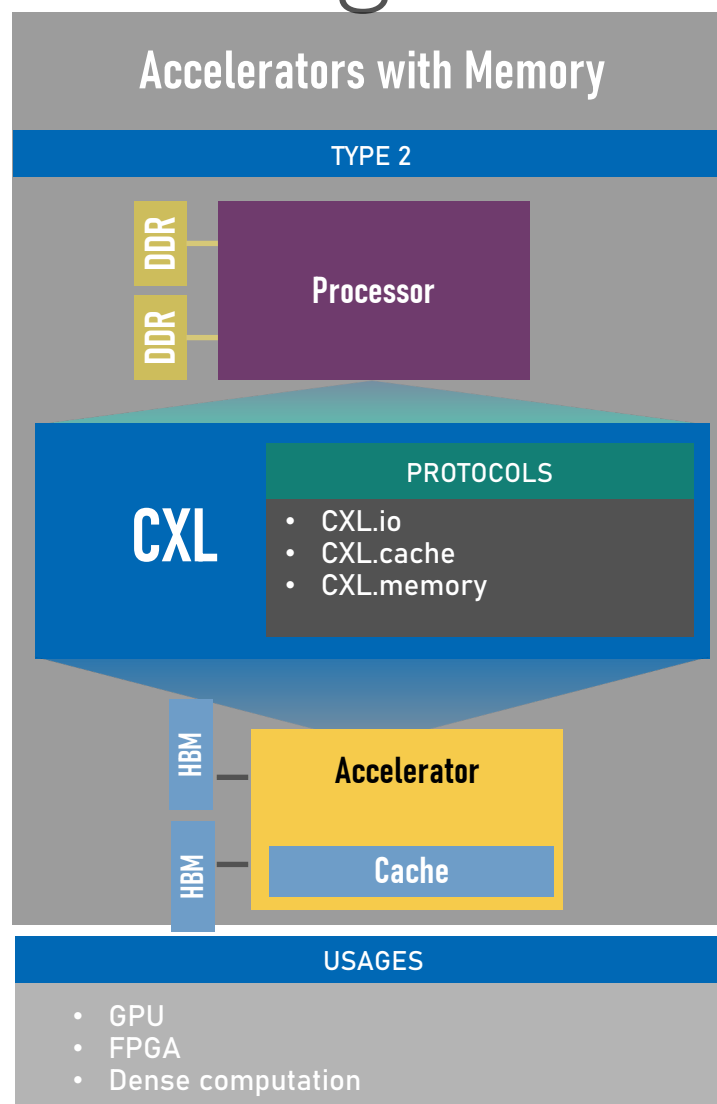 Accelerators with Memory
TYPE 2
DDR
DDR
Processor
CXL
PROTOCOLS
• CXL.io
• CXL.cache
• CXL.memory
HBM
HBM
Accelerator
Cache
USAGES
• GPU
• FPGA
• Dense computation